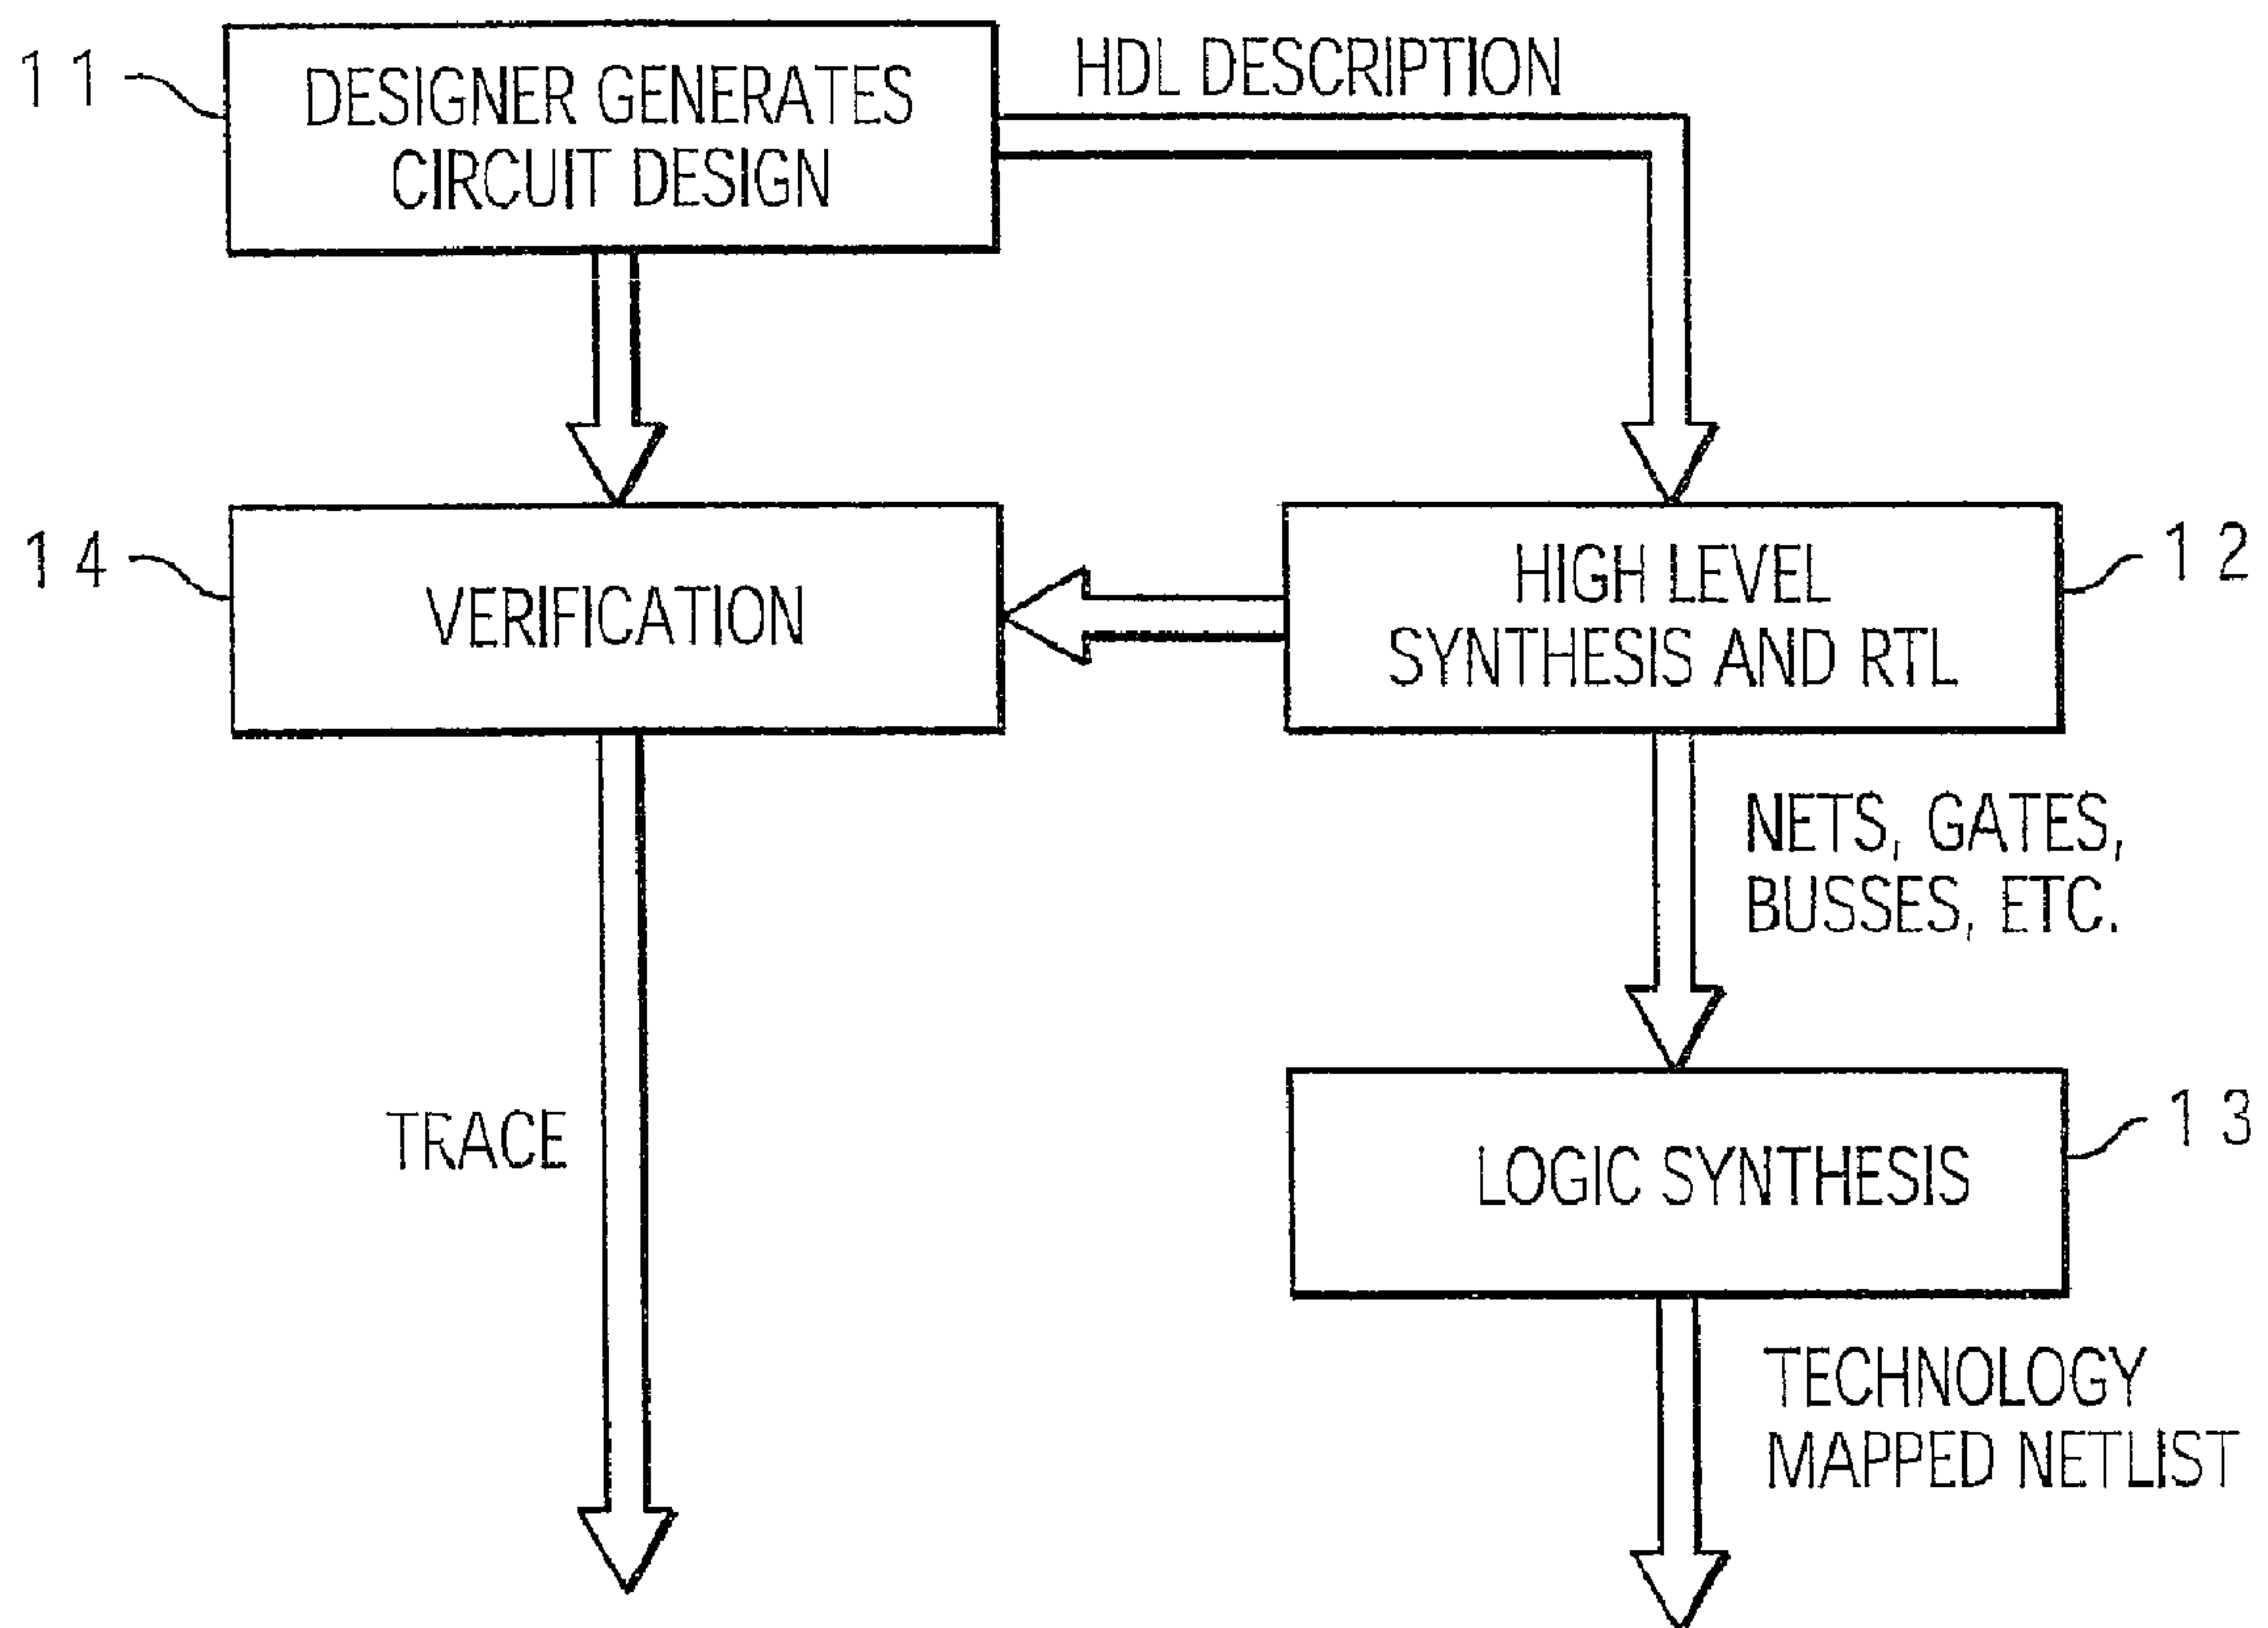 11
DESIGNER GENERATES
CIRCUIT DESIGN
HDL DESCRIPTION
14
VERIFICATION
HIGH LEVEL
SYNTHESIS AND RTL
12
NETS, GATES,
BUSSES, ETC.
TRACE
LOGIC SYNTHESIS
13
TECHNOLOGY
MAPPED NETLIST